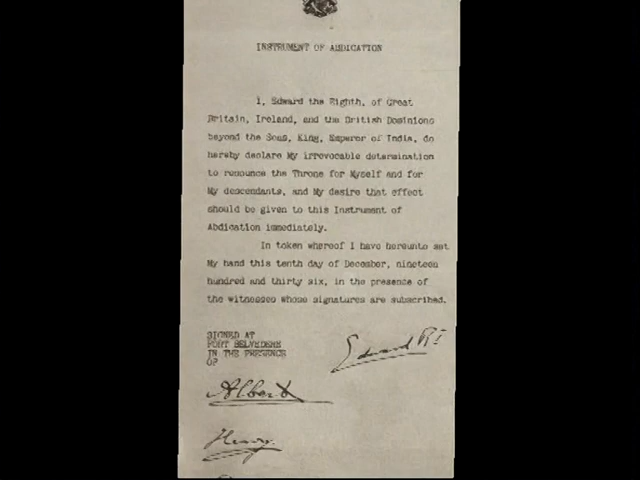 INSTRUMENT OF ABDICATION
I, Edward the Eighth, of Great
Britain, Ireland, and the British Dominions
beyond the Seas, King, Emperor of India, do
hereby declare My irrevocable determination
to renounce the Throne for Myself and for
My descendants, and My desire that effect
should be given to this Instrument of
Abdication immediately.
In token whereof I have hereunto set
My hand this tenth day of December, nineteen
hundred and thirty six, in the presence of
the witnesses whose signatures are subscribed.
SIGNED AT
FORT BELVEDERE
IN THE PRESENCE
OF
Edward R I
Albert
Henry.